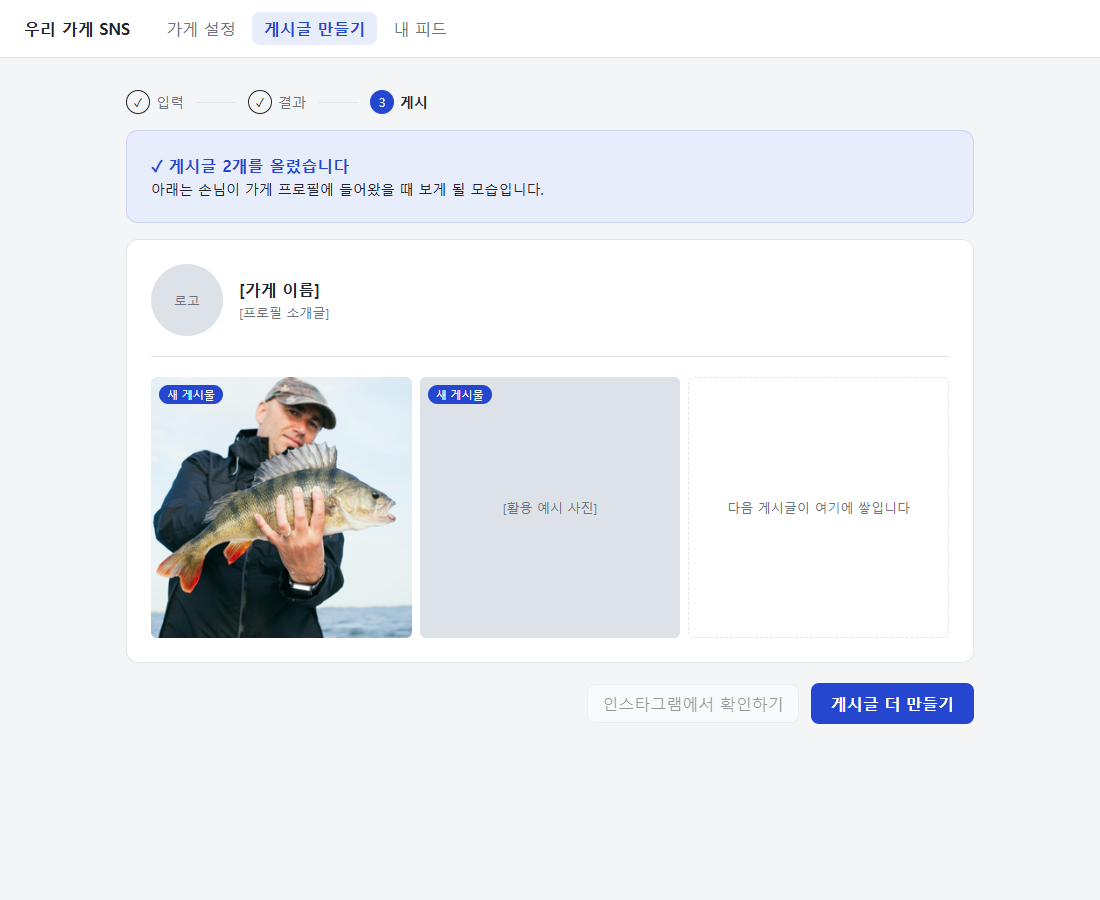 우리 가게 SNS
가게 설정
게시글 만들기
내 피드
✓ 입력
✓ 결과
3 게시
✓ 게시글 2개를 올렸습니다
아래는 손님이 가게 프로필에 들어왔을 때 보게 될 모습입니다.
로고
[가게 이름]
[프로필 소개글]
새 게시물
새 게시물
[활용 예시 사진]
다음 게시글이 여기에 쌓입니다
인스타그램에서 확인하기
게시글 더 만들기